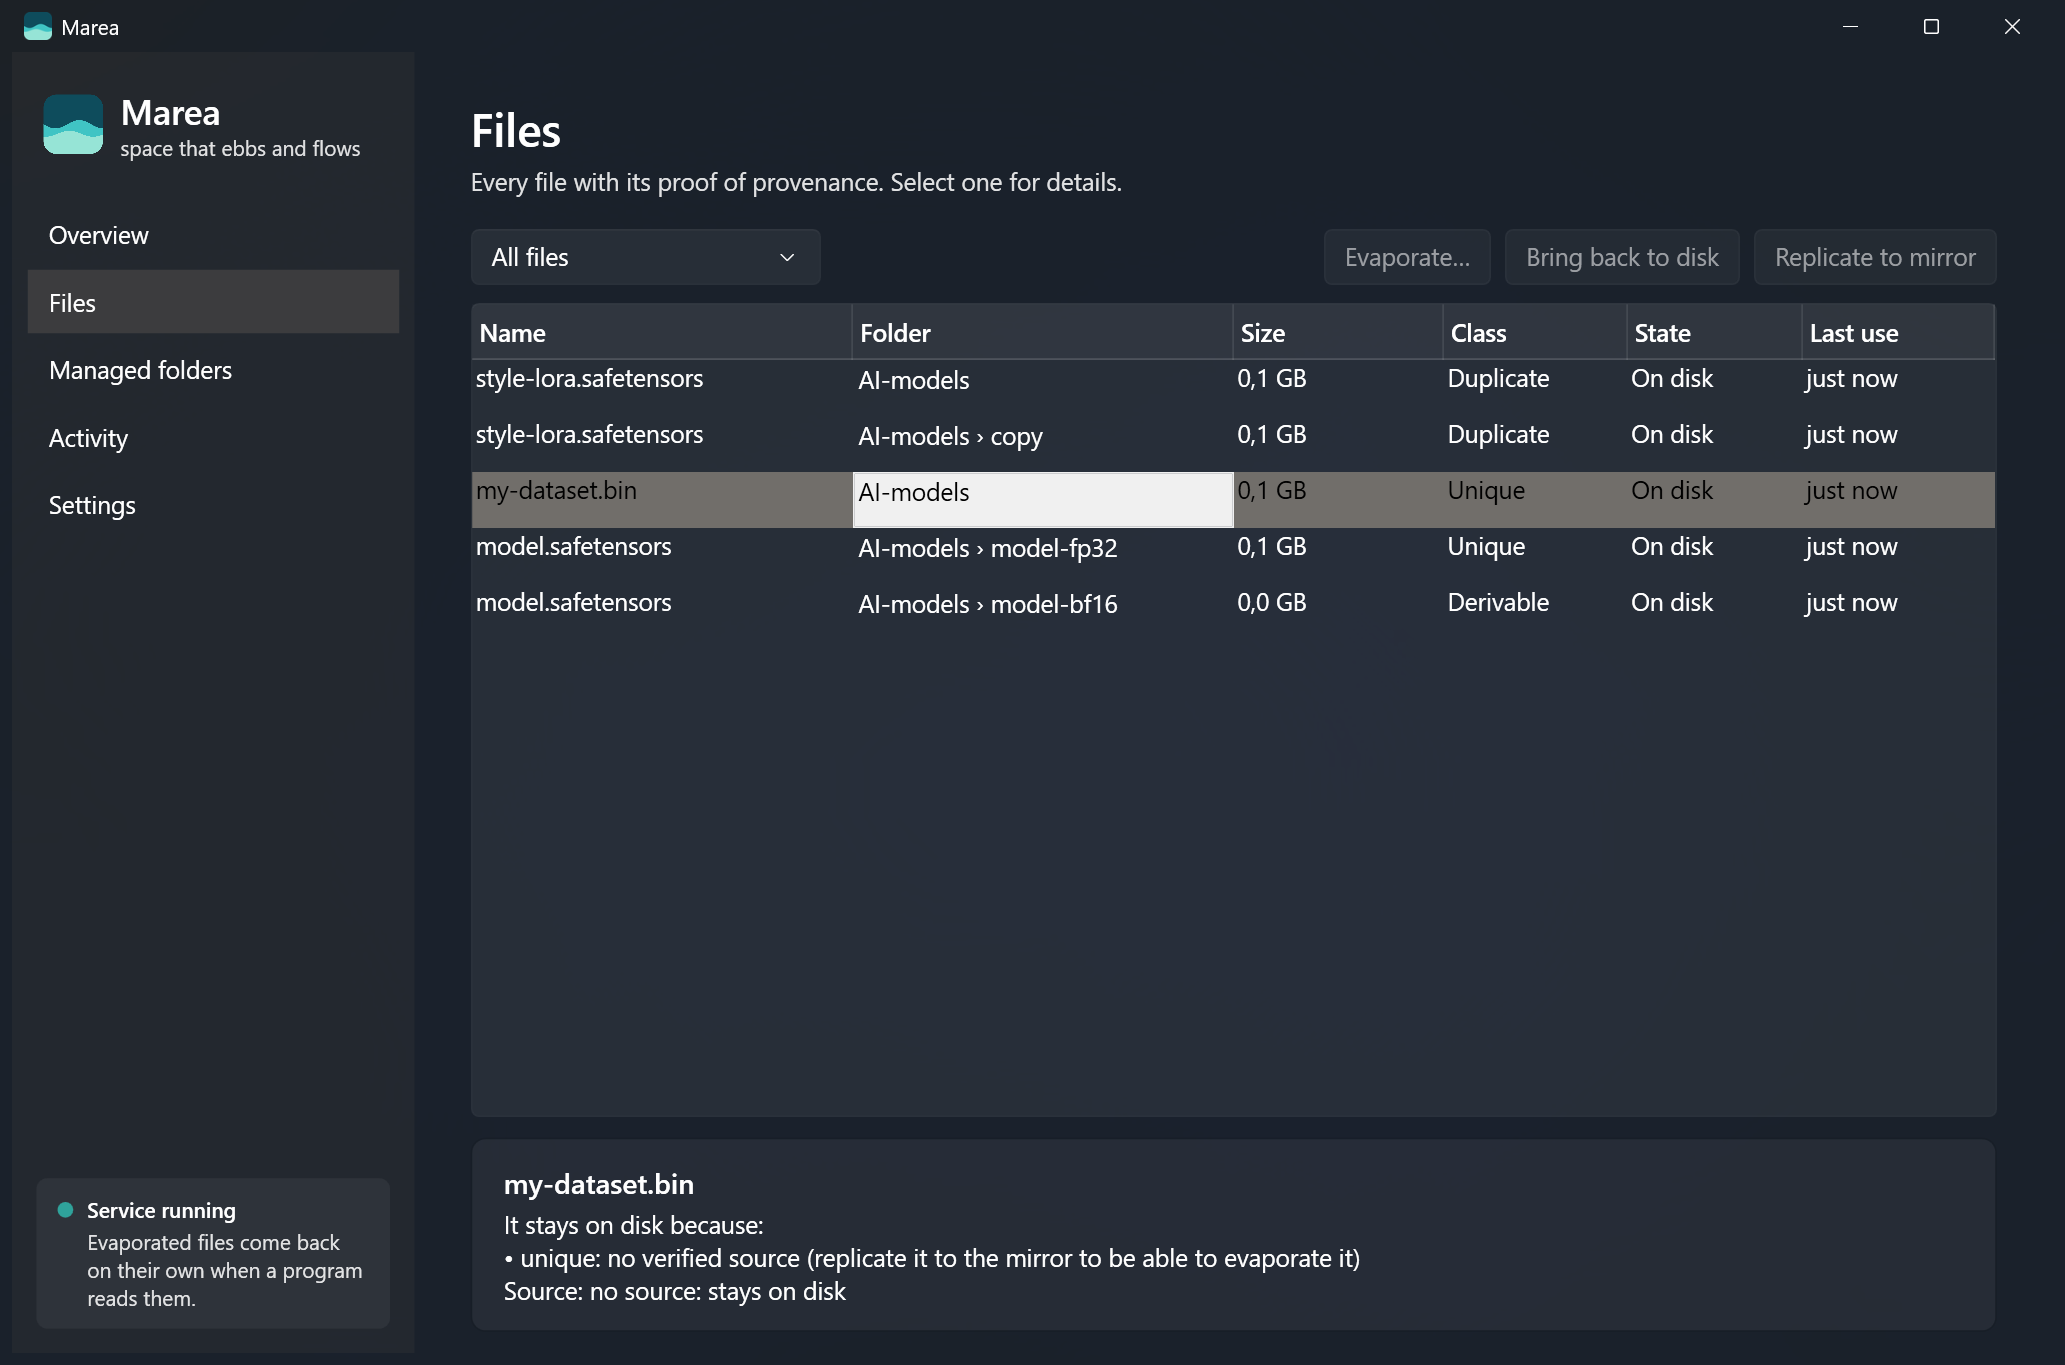 Marea
Marea
space that ebbs and flows
Overview
Files
Managed folders
Activity
Settings
Service running
Evaporated files come back
on their own when a program
reads them.
Files
Every file with its proof of provenance. Select one for details.
All files
Evaporate... Bring back to disk Replicate to mirror
Name Folder Size Class State Last use
style-lora.safetensors AI-models 0,1 GB Duplicate On disk just now
style-lora.safetensors AI-models › copy 0,1 GB Duplicate On disk just now
my-dataset.bin AI-models 0,1 GB Unique On disk just now
model.safetensors AI-models › model-fp32 0,1 GB Unique On disk just now
model.safetensors AI-models › model-bf16 0,0 GB Derivable On disk just now
my-dataset.bin
It stays on disk because:
• unique: no verified source (replicate it to the mirror to be able to evaporate it)
Source: no source: stays on disk